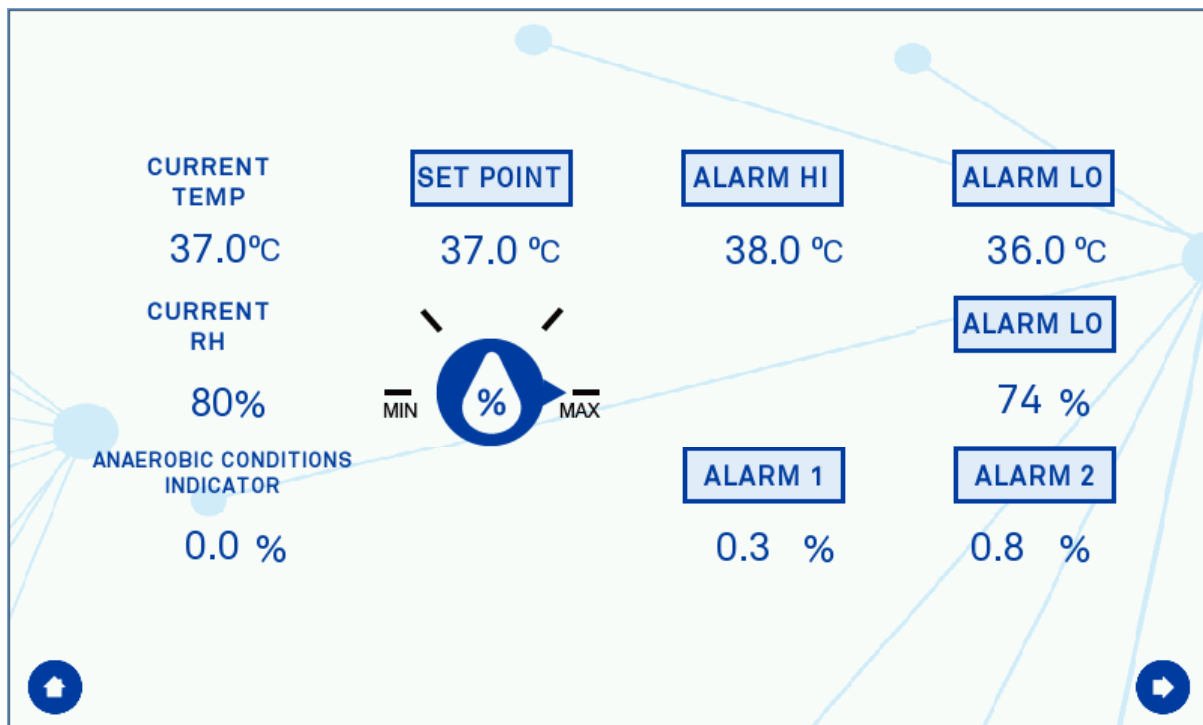 CURRENT
TEMP
SET POINT
ALARM HI
ALARM LO
37.0ºC
37.0 ºC
38.0 ºC
36.0 ºC
CURRENT
RH
ALARM LO
80%
MIN
%
MAX
74 %
ANAEROBIC CONDITIONS
INDICATOR
ALARM 1
ALARM 2
0.0 %
0.3 %
0.8 %